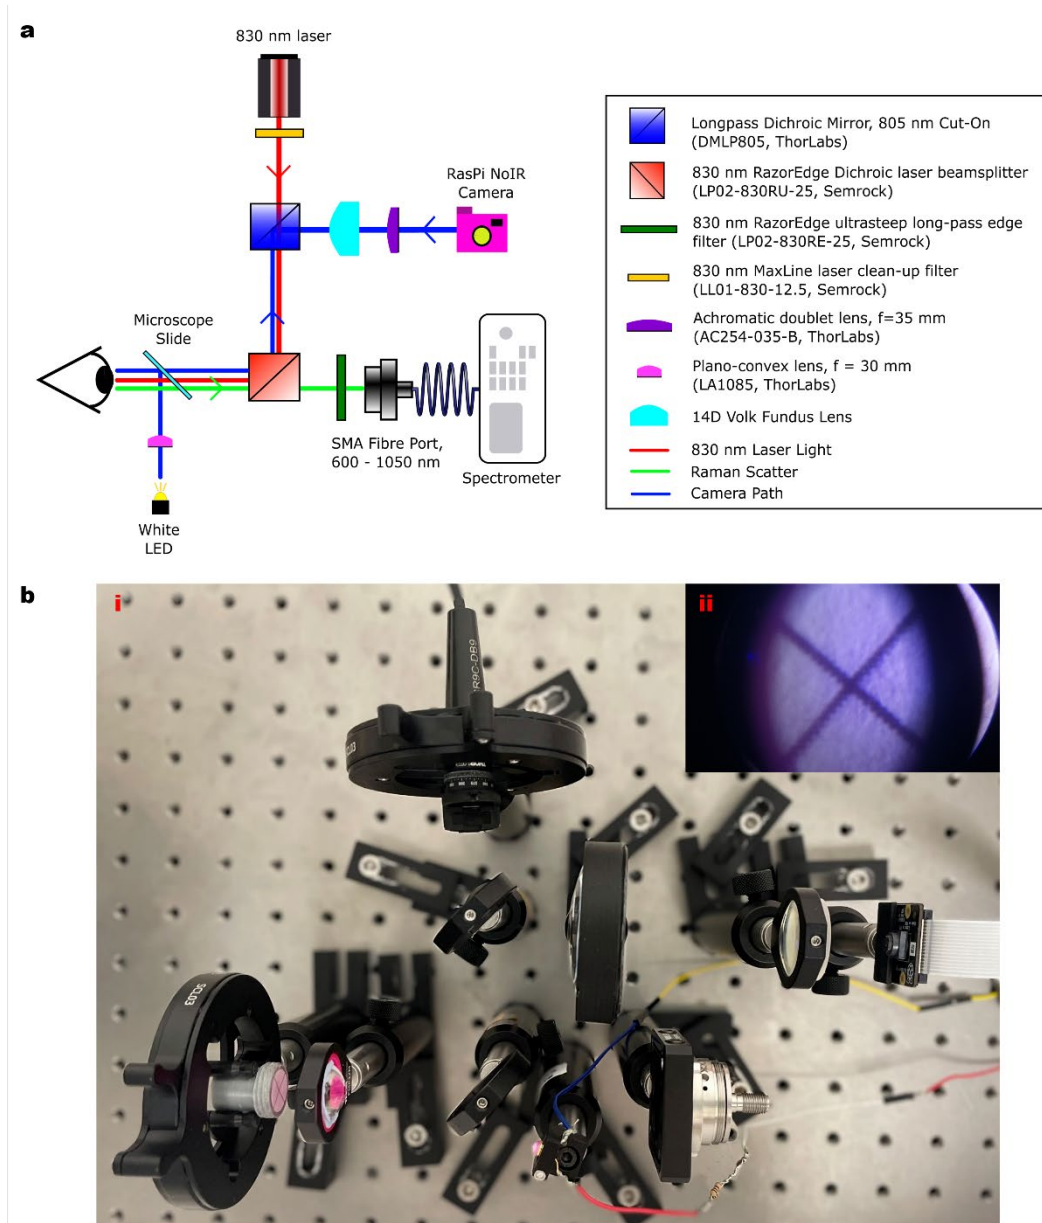 a
830 nm laser
RasPi NoIR
Camera
Microscope
Slide
SMA Fibre Port,
600 - 1050 nm
Spectrometer
White
LED
Longpass Dichroic Mirror, 805 nm Cut-On
(DMLP805, ThorLabs)
830 nm RazorEdge Dichroic laser beamsplitter
(LP02-830RU-25, Semrock)
830 nm RazorEdge ultrasteep long-pass edge
filter (LP02-830RE-25, Semrock)
830 nm MaxLine laser clean-up filter
(LL01-830-12.5, Semrock)
Achromatic doublet lens, f=35 mm
(AC254-035-B, ThorLabs)
Plano-convex lens, f = 30 mm
(LA1085, ThorLabs)
14D Volk Fundus Lens
830 nm Laser Light
Raman Scatter
Camera Path
b
i
ii
SCL03